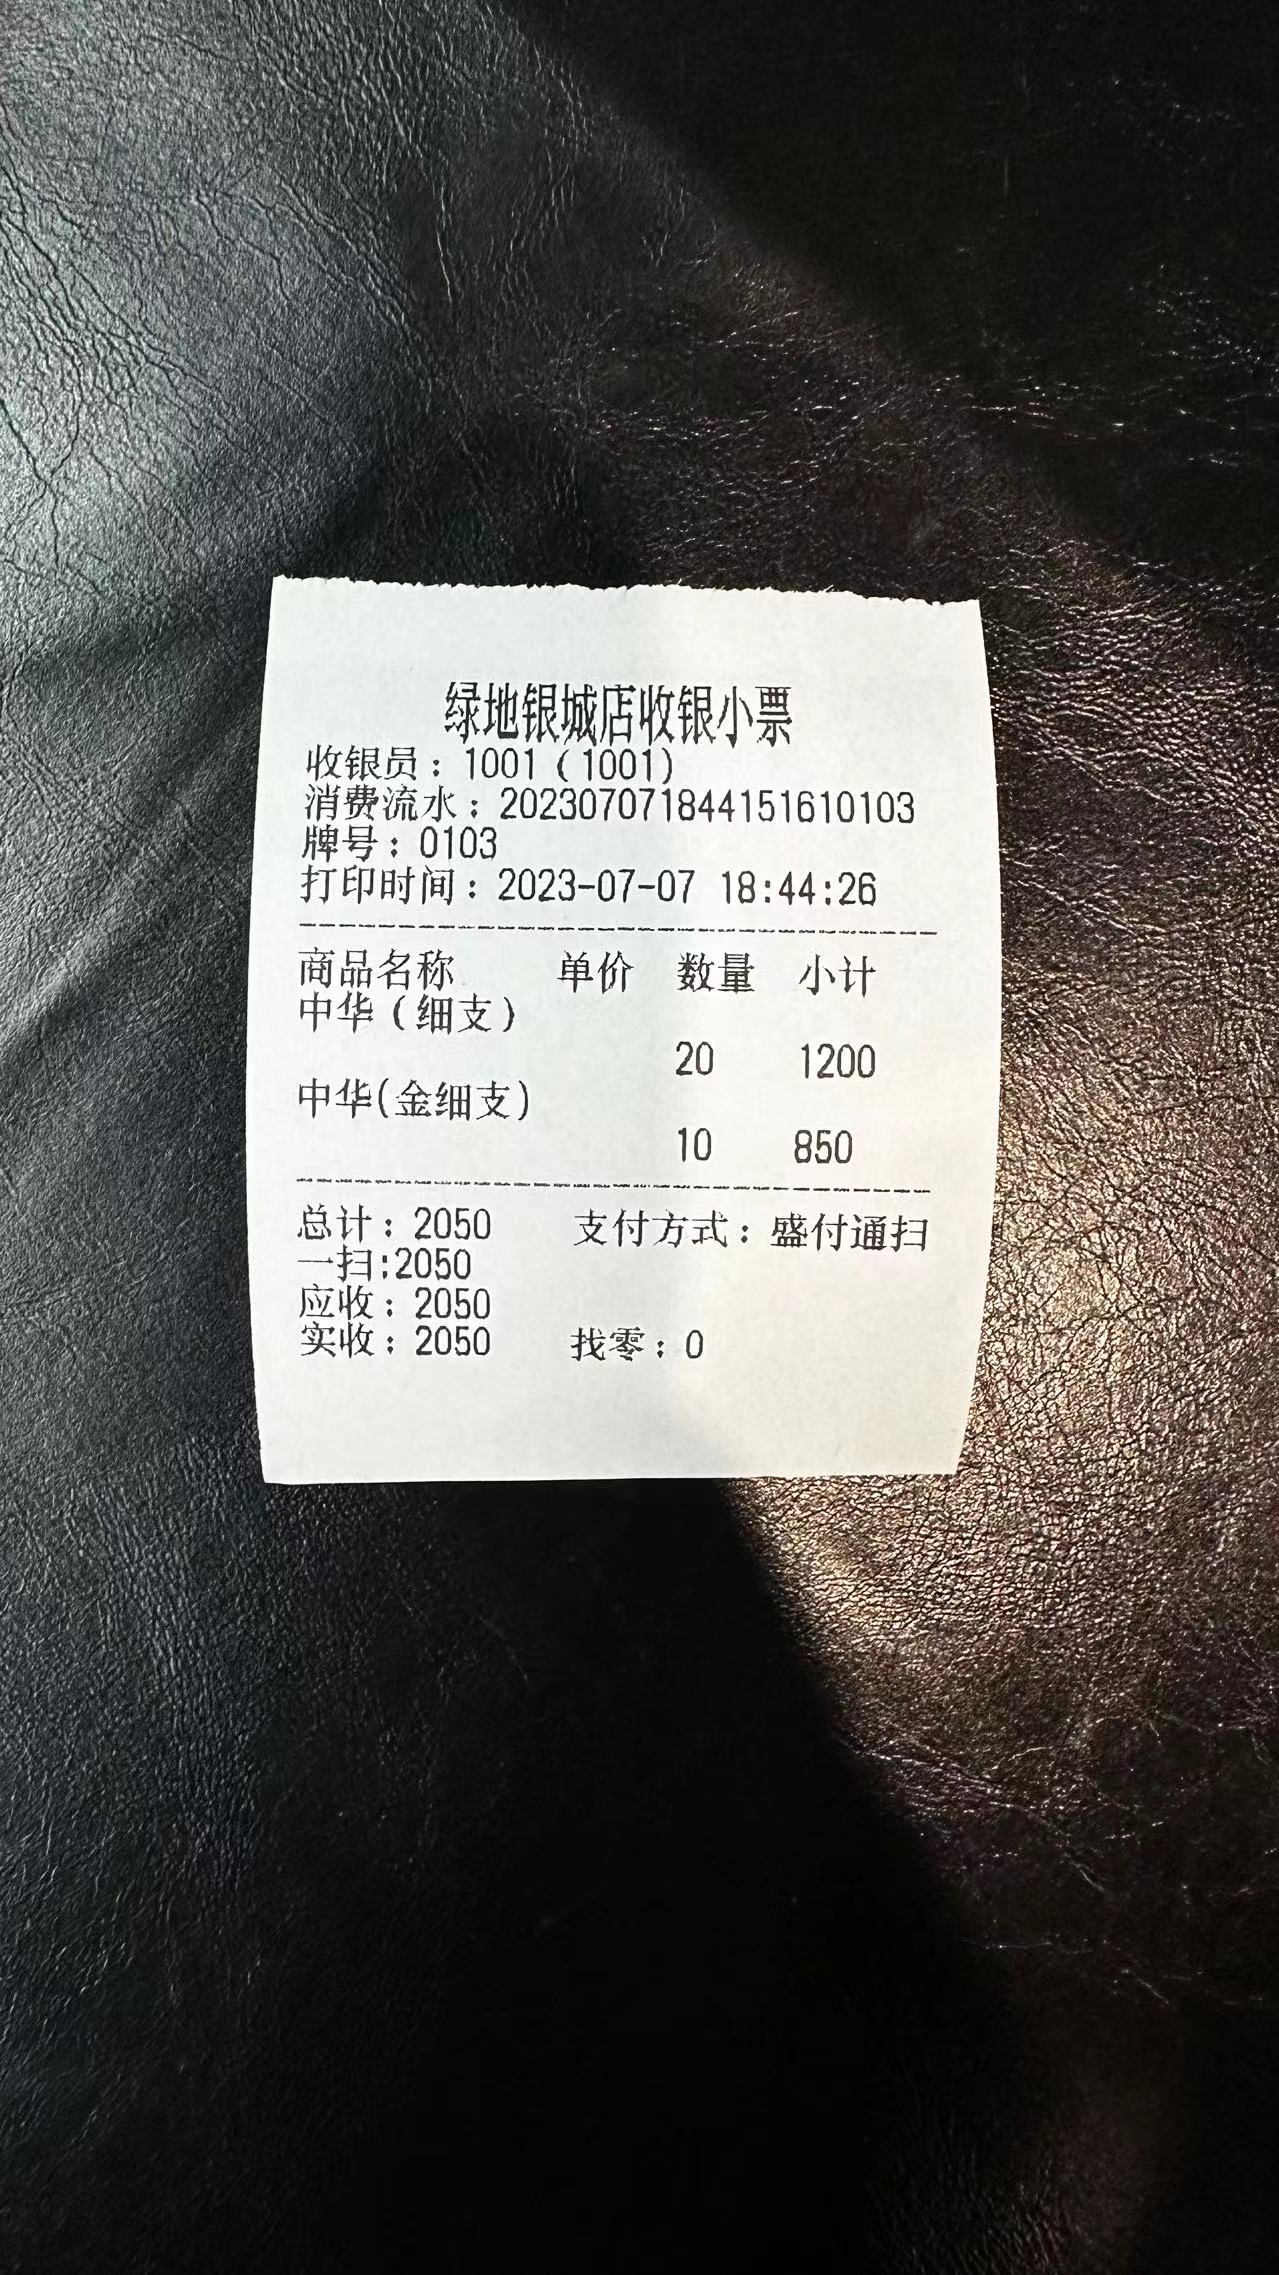 绿地银城店收银小票
收银员：1001（1001）
消费流水：202307071844151610103
牌号：0103
打印时间：2023-07-07 18:44:26
商品名称 单价 数量 小计
中华（细支）
20 1200
中华(金细支)
10 850
总计：2050 支付方式：盛付通扫
一扫:2050
应收：2050
实收：2050 找零：0